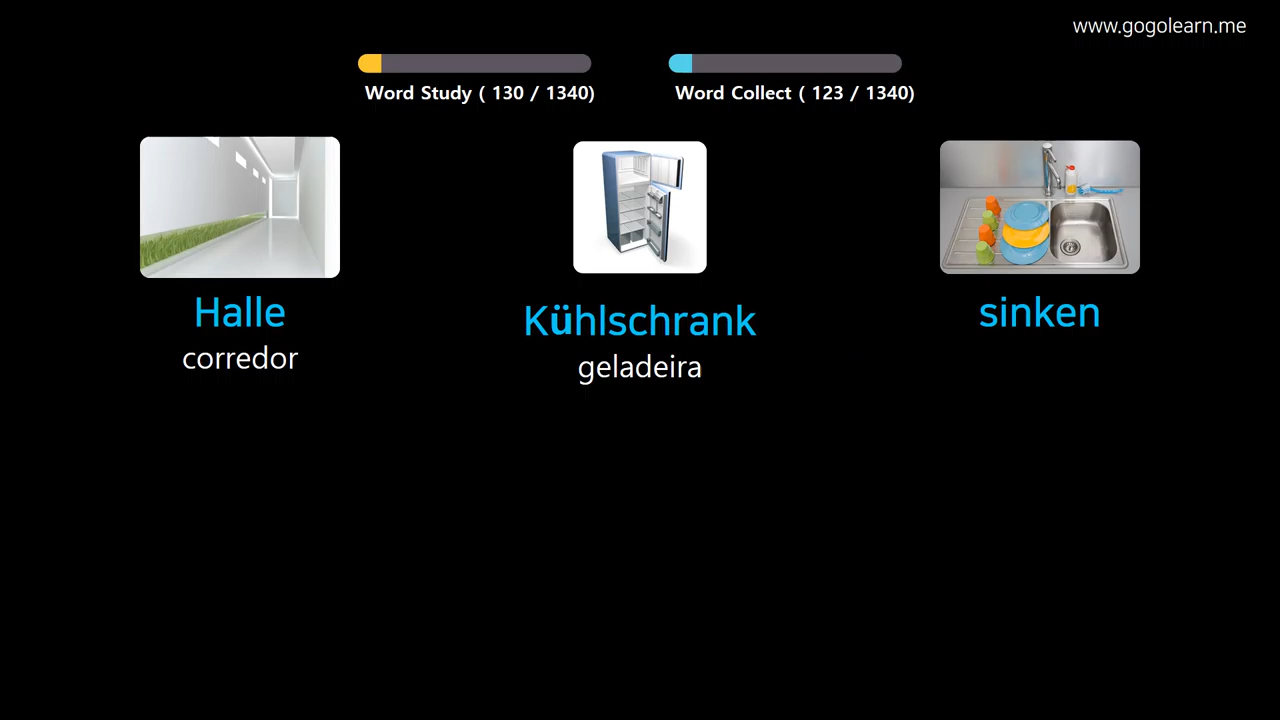 www.gogolearn.me
Word Study ( 130 / 1340)
Word Collect ( 123 / 1340)
Halle
corredor
Kühlschrank
geladeira
sinken